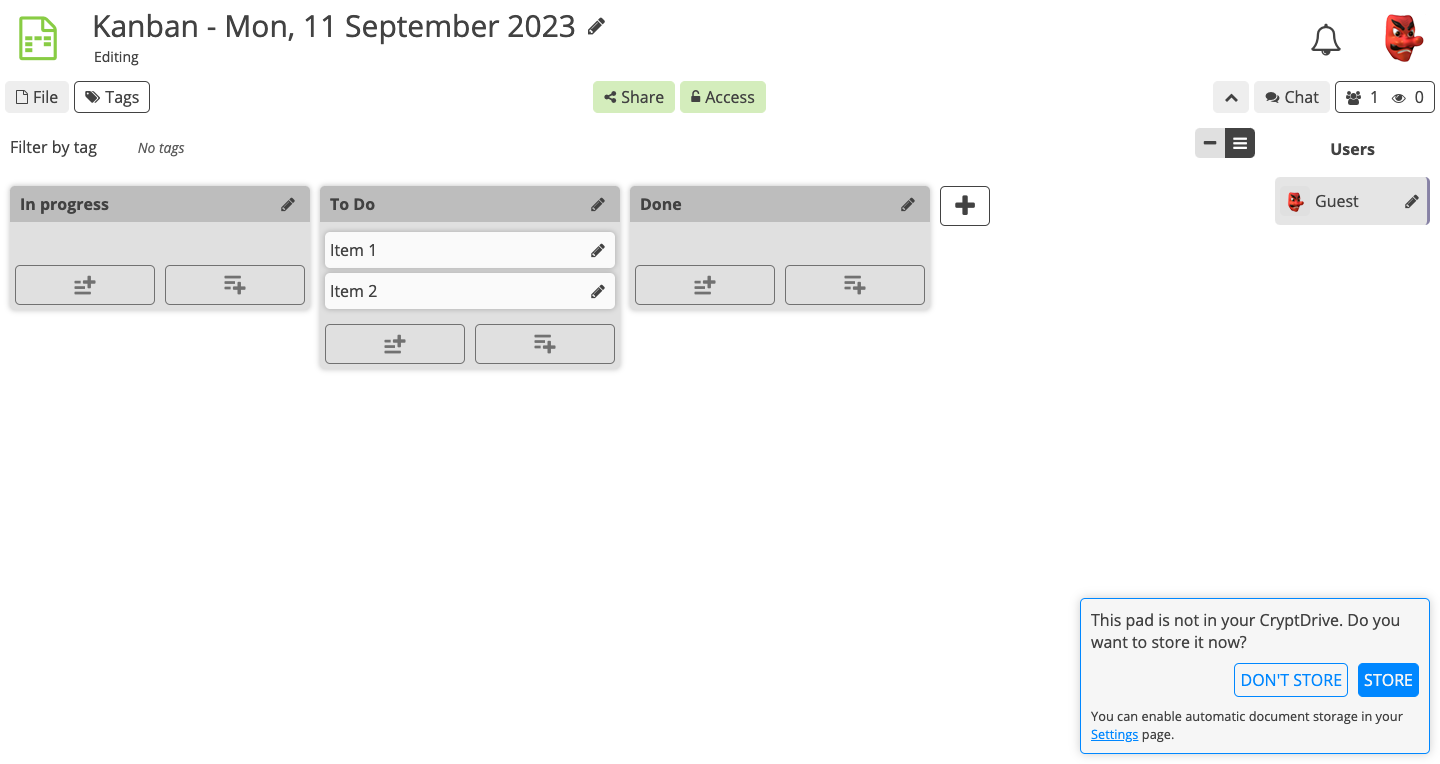 Kanban - Mon, 11 September 2023
Editing
File
Tags
Share
Access
Chat
1
0
Filter by tag
No tags
Users
Guest
In progress
To Do
Done
Item 1
Item 2
This pad is not in your CryptDrive. Do you
want to store it now?
DON'T STORE
STORE
You can enable automatic document storage in your
Settings page.